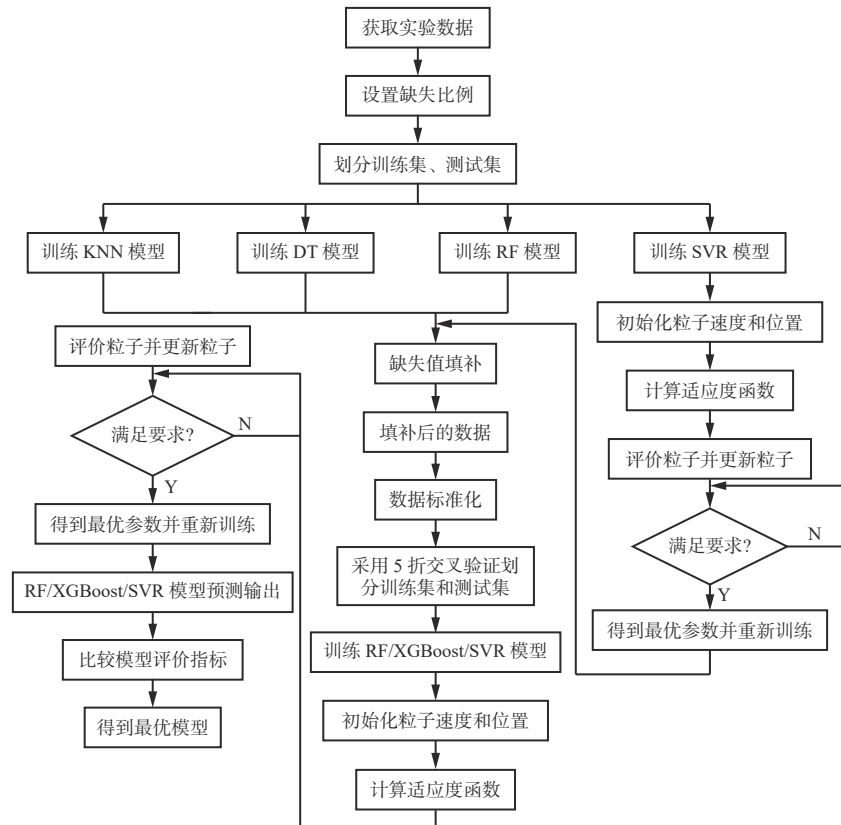 获取实验数据
设置缺失比例
划分训练集、测试集
训练 KNN 模型
训练 DT 模型
训练 RF 模型
训练 SVR 模型
初始化粒子速度和位置
计算适应度函数
评价粒子并更新粒子
满足要求?
N
Y
得到最优参数并重新训练
缺失值填补
填补后的数据
数据标准化
采用 5 折交叉验证划
分训练集和测试集
训练 RF/XGBoost/SVR 模型
初始化粒子速度和位置
计算适应度函数
评价粒子并更新粒子
满足要求?
N
Y
得到最优参数并重新训练
RF/XGBoost/SVR 模型预测输出
比较模型评价指标
得到最优模型